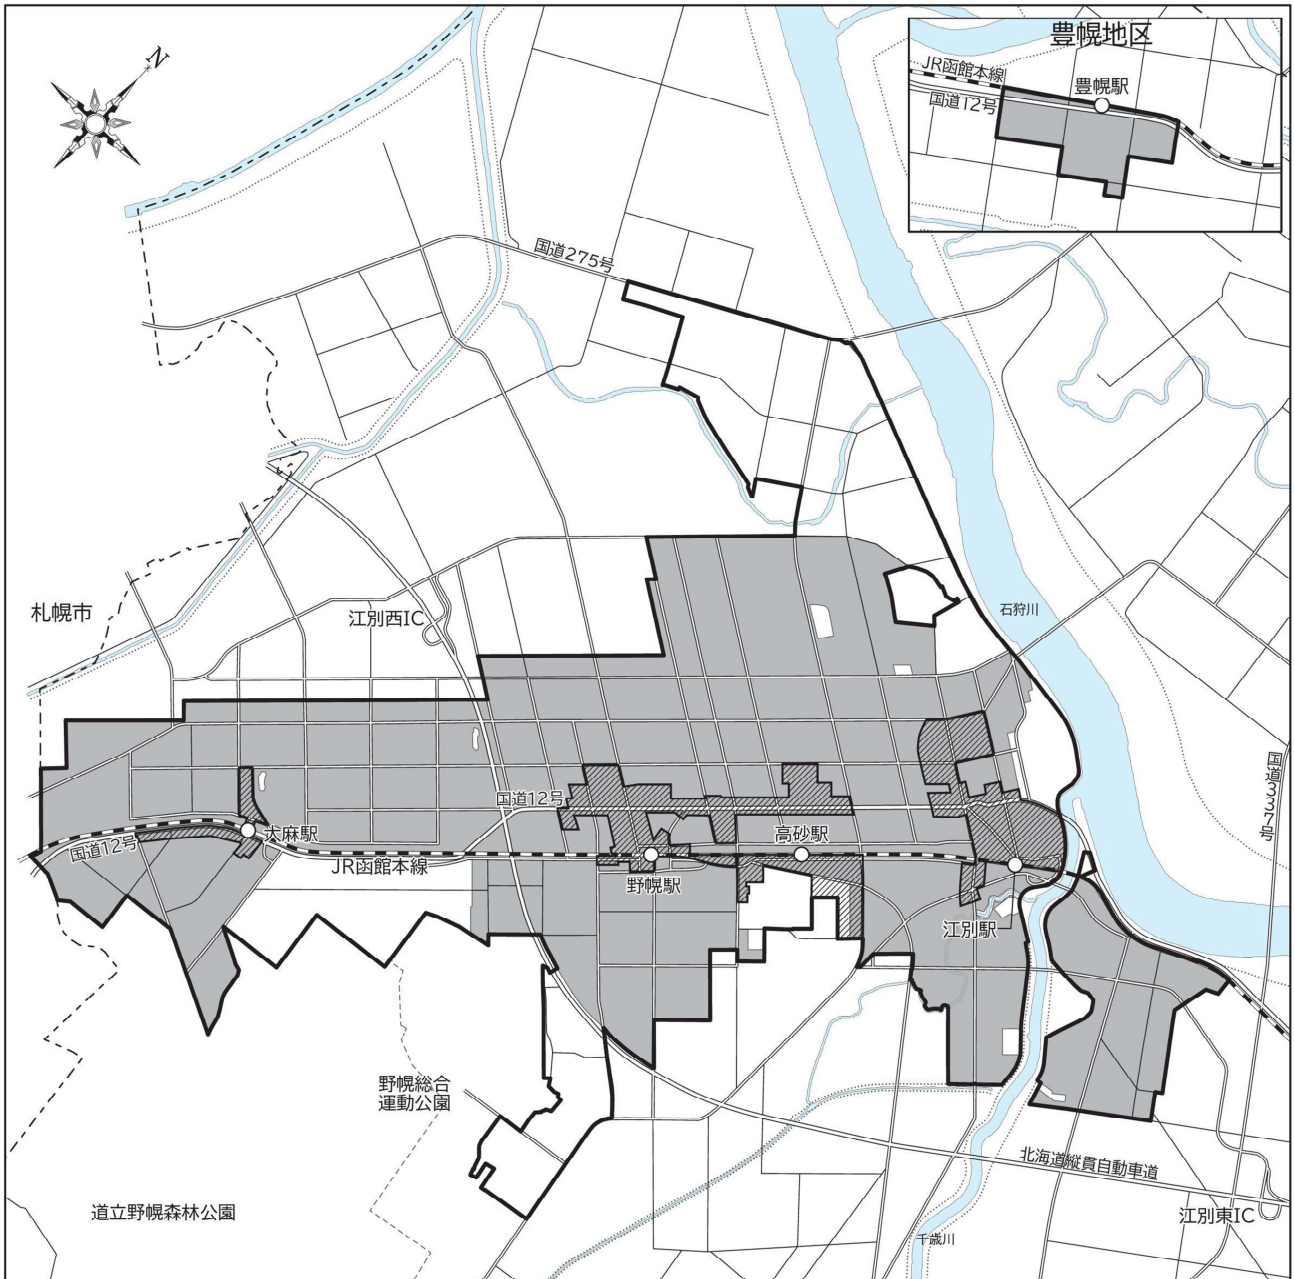 N
豊幌地区
JR函館本線
豊幌駅
国道12号
国道275号
石狩川
札幌市
江別西IC
国道337号
国道12号
大麻駅
国道12号
JR函館本線
野幌駅
高砂駅
江別駅
野幌総合
運動公園
北海道縦貫自動車道
道立野幌森林公園
江別東IC
千歳川